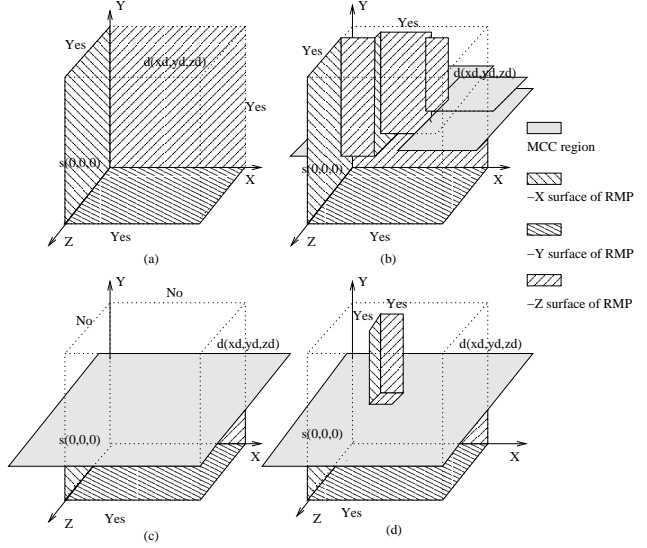 Y
Yes
d(xd,yd,zd)
Yes
s(0,0,0)
X
Z
Yes
(a)
Y
Yes
Yes
d(xd,yd,zd)
s(0,0,0)
X
Z
Yes
(b)
MCC region
−X surface of RMP
−Y surface of RMP
−Z surface of RMP
Y
No
No
d(xd,yd,zd)
s(0,0,0)
X
Z
Yes
(c)
Y
Yes
Yes
d(xd,yd,zd)
s(0,0,0)
X
Z
Yes
(d)